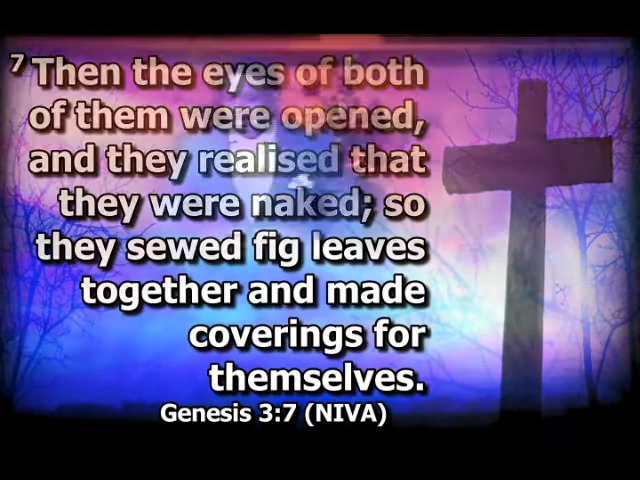 7 Then the eyes of both
of them were opened,
and they realised that
they were naked; so
they sewed fig leaves
together and made
coverings for
themselves.
Genesis 3:7 (NIVA)